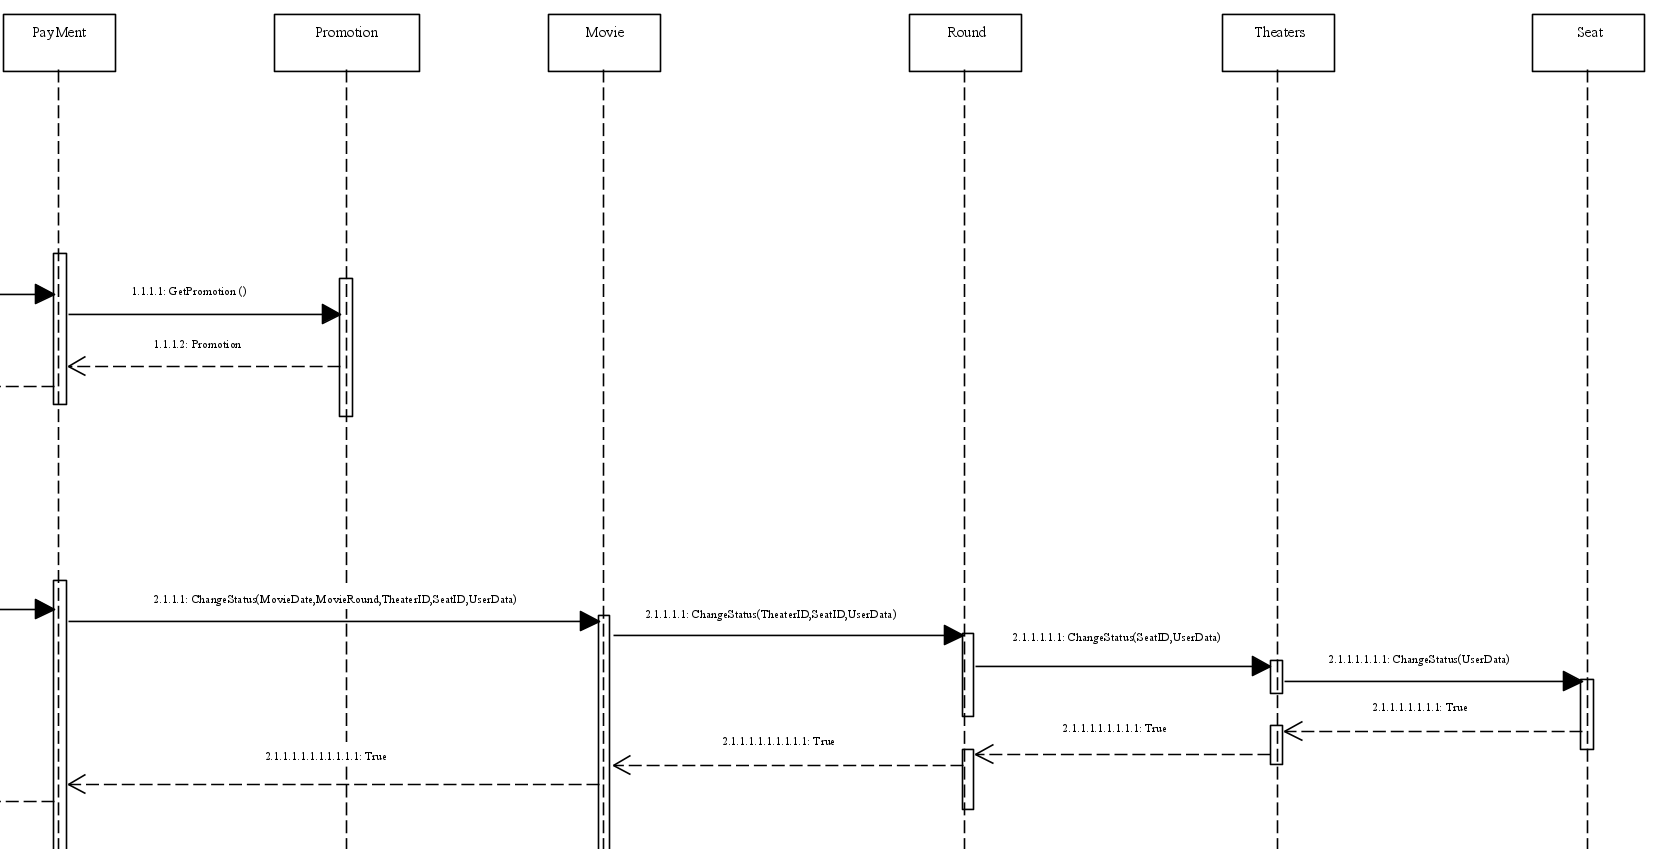 PayMent
Promotion
Movie
Round
Theaters
Seat
1.1.1.1: GetPromotion ()
1.1.1.2: Promotion
2.1.1.1: ChangeStatus(MovieDate,MovieRound,TheaterID,SeatID,UserData)
2.1.1.1.1: ChangeStatus(TheaterID,SeatID,UserData)
2.1.1.1.1.1: ChangeStatus(SeatID,UserData)
2.1.1.1.1.1.1: ChangeStatus(UserData)
2.1.1.1.1.1.1.1: True
2.1.1.1.1.1.1.1.1: True
2.1.1.1.1.1.1.1.1.1: True
2.1.1.1.1.1.1.1.1.1.1: True